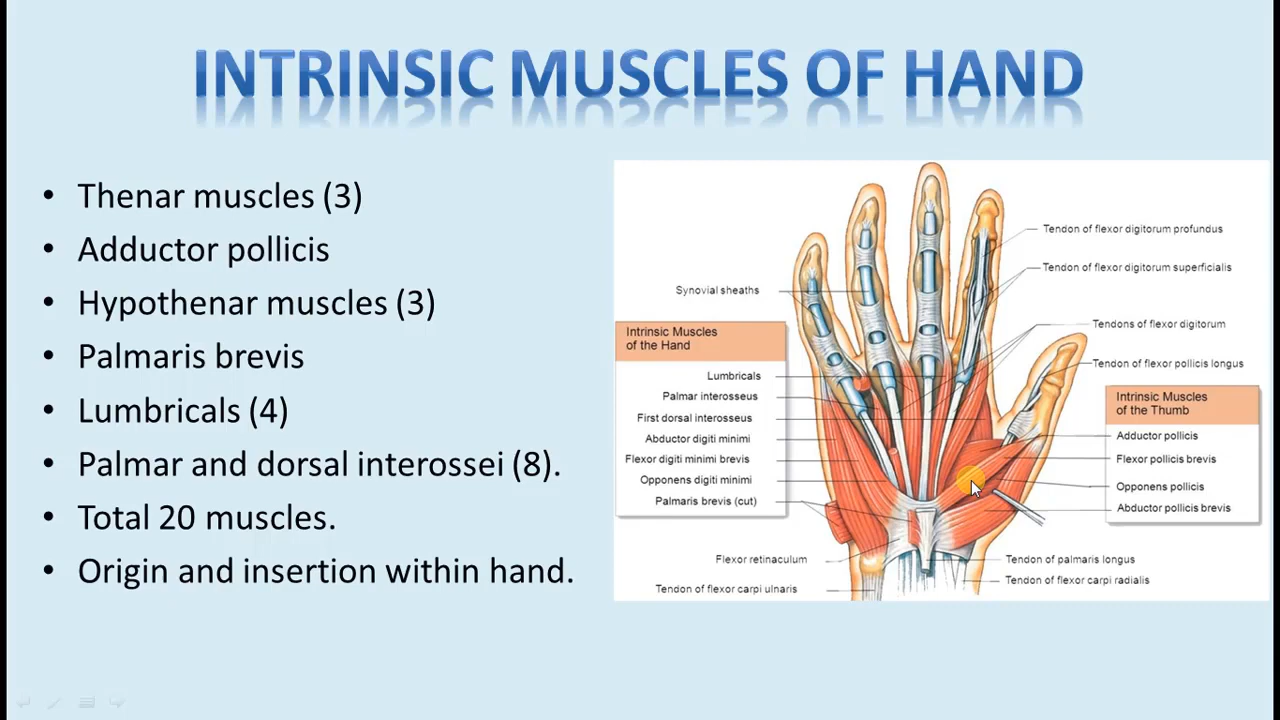 INTRINSIC MUSCLES OF HAND
• Thenar muscles (3)
• Adductor pollicis
• Hypothenar muscles (3)
• Palmaris brevis
• Lumbricals (4)
• Palmar and dorsal interossei (8).
• Total 20 muscles.
• Origin and insertion within hand.
Synovial sheaths
Intrinsic Muscles
of the Hand
Lumbricals
Palmar interosseus
First dorsal interosseus
Abductor digiti minimi
Flexor digiti minimi brevis
Opponens digiti minimi
Palmaris brevis (cut)
Flexor retinaculum
Tendon of flexor carpi ulnaris
Tendon of flexor digitorum profundus
Tendon of flexor digitorum superficialis
Tendons of flexor digitorum
Tendon of flexor pollicis longus
Intrinsic Muscles
of the Thumb
Adductor pollicis
Flexor pollicis brevis
Opponens pollicis
Abductor pollicis brevis
Tendon of palmaris longus
Tendon of flexor carpi radialis